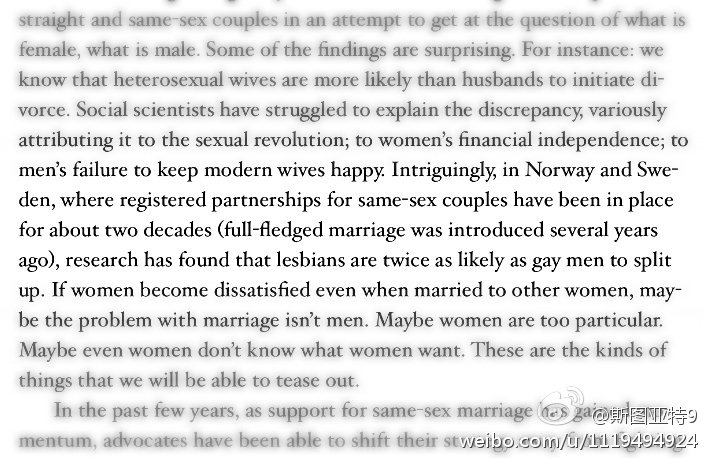 straight and same-sex couples in an attempt to get at the question of what is
female, what is male. Some of the findings are surprising. For instance: we
know that heterosexual wives are more likely than husbands to initiate di-
vorce. Social scientists have struggled to explain the discrepancy, variously
attributing it to the sexual revolution; to women’s financial independence; to
men’s failure to keep modern wives happy. Intriguingly, in Norway and Swe-
den, where registered partnerships for same-sex couples have been in place
for about two decades (full-fledged marriage was introduced several years
ago), research has found that lesbians are twice as likely as gay men to split
up. If women become dissatisfied even when married to other women, may-
be the problem with marriage isn’t men. Maybe women are too particular.
Maybe even women don’t know what women want. These are the kinds of
things that we will be able to tease out.
In the past few years, as support for same-sex marriage has gained mo-
mentum, advocates have been able to shift their
@斯图亚特9
weibo.com/u/1119494924